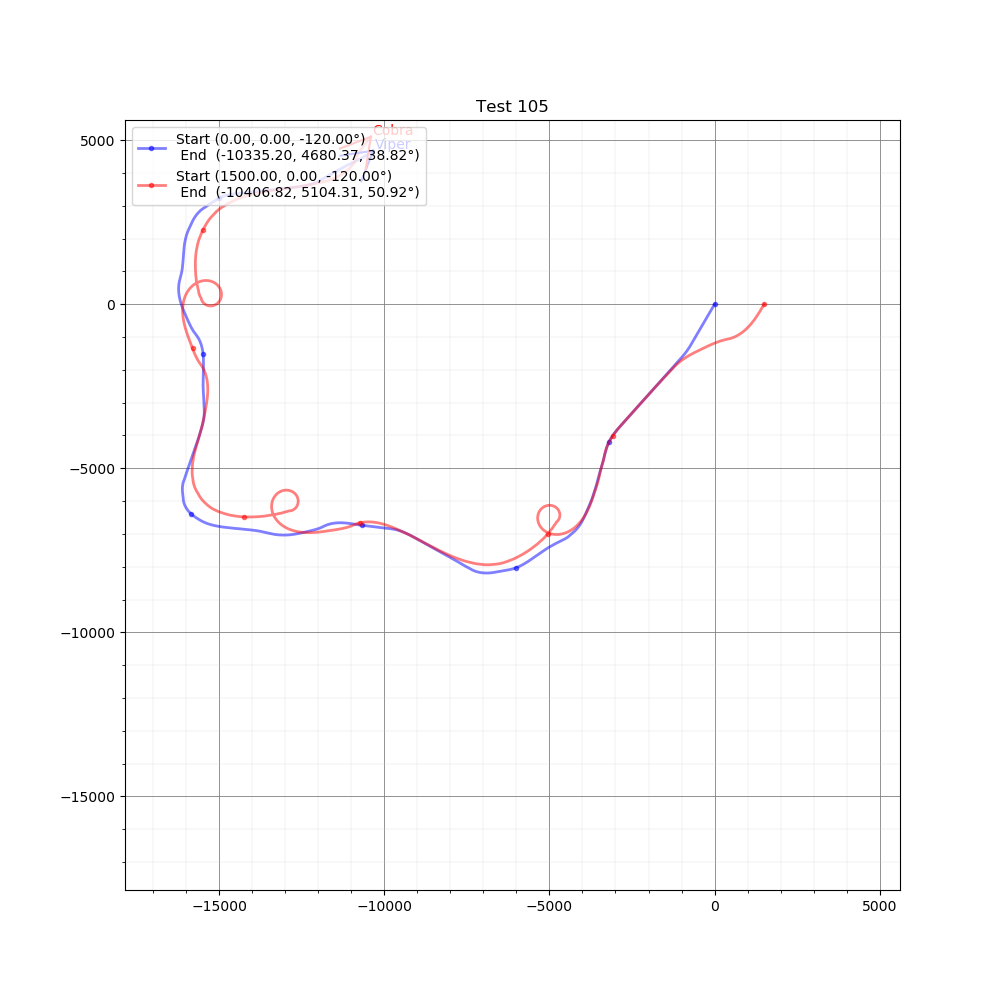 Test 105
Cobra
Viper
Start (0.00, 0.00, -120.00°)
End (-10335.20, 4680.37, 38.82°)
Start (1500.00, 0.00, -120.00°)
End (-10406.82, 5104.31, 50.92°)
5000
0
−5000
−10000
−15000
−15000
−10000
−5000
0
5000